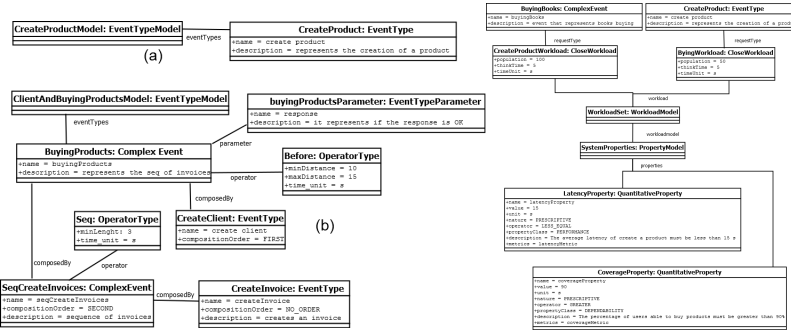 CreateProductModel: EventTypeModel
eventTypes
CreateProduct: EventType
+name = create product
+description = represents the creation of a product
(a)
ClientAndBuyingProductsModel: EventTypeModel
eventTypes
buyingProductsParameter: EventTypeParameter
+name = response
+description = it represents if the response is OK
parameter
BuyingProducts: Complex Event
+name = buyingProducts
+description = represents the seq of invoices
operator
Before: OperatorType
+minDistance = 10
+maxDistance = 15
+time_unit = s
composedBy
Seq: OperatorType
+minLenght: 3
+time_unit = s
CreateClient: EventType
+name = create client
+compositionOrder = FIRST
(b)
composedBy
operator
SeqCreateInvoices: ComplexEvent
+name = seqCreateInvoices
+compositionOrder = SECOND
+description = sequence of invoices
composedBy
CreateInvoice: EventType
+name = createInvoice
+compositionOrder = NO_ORDER
+description = creates an invoice
BuyingBooks: ComplexEvent
+name = buyingBooks
+description = event that represents books buying
CreateProduct: EventType
+name = create product
+description = represents the creation of a prod
requestType
requestType
CreateProductWorkload: CloseWorkload
+population = 100
+thinkTime = 5
+timeUnit = s
ByingWorkload: CloseWorkload
+population = 50
+thinkTime = 5
+timeUnit = s
workload
WorkloadSet: WorkloadModel
workloadmodel
SystemProperties: PropertyModel
properties
LatencyProperty: QuantitativeProperty
+name = latencyProperty
+value = 15
+unit = s
+nature = PRESCRIPTIVE
+operator = LESS_EQUAL
+propertyClass = PERFORMANCE
+description = The average latency of create a product must be less than 15 s
+metrics = latencyMetric
CoverageProperty: QuantitativeProperty
+name = coverageProperty
+value = 90
+unit = s
+nature = PRESCRIPTIVE
+operator = GREATER
+propertyClass = DEPENDABILITY
+description = The percentage of users able to buy products must be greater than 90%
+metrics = coverageMetric